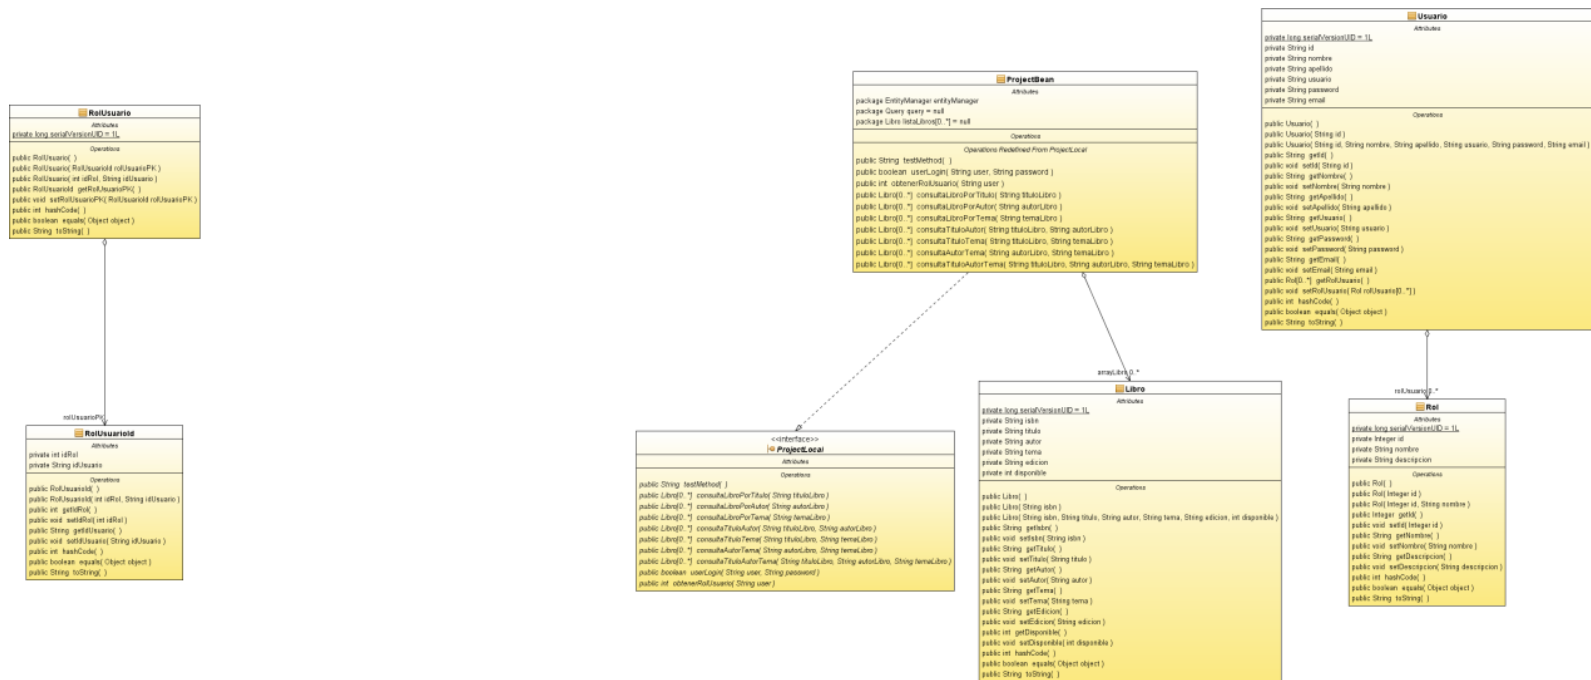 RolUsuario
Attributes
private long serialVersionUID = 1L
Operations
public RolUsuario( )
public RolUsuario( RolUsuarioId rolUsuarioPK )
public RolUsuario( int idRol, String idUsuario )
public RolUsuarioId getRolUsuarioPK( )
public void setRolUsuarioPK( RolUsuarioId rolUsuarioPK )
public int hashCode( )
public boolean equals( Object object )
public String toString( )
rolUsuarioPK
RolUsuarioId
Attributes
private int idRol
private String idUsuario
Operations
public RolUsuarioId( )
public RolUsuarioId( int idRol, String idUsuario )
public int getIdRol( )
public void setIdRol( int idRol )
public String getIdUsuario( )
public void setIdUsuario( String idUsuario )
public int hashCode( )
public boolean equals( Object object )
public String toString( )
ProjectBean
Attributes
package EntityManager entityManager
package Query query = null
package Libro listaLibros[0..*] = null
Operations
Operations Redefined From ProjectLocal
public String testMethod( )
public boolean userLogin( String user, String password )
public int obtenerRolUsuario( String user )
public Libro[0..*] consultaLibroPorTitulo( String tituloLibro )
public Libro[0..*] consultaLibroPorAutor( String autorLibro )
public Libro[0..*] consultaLibroPorTema( String temaLibro )
public Libro[0..*] consultaTituloAutor( String tituloLibro, String autorLibro )
public Libro[0..*] consultaTituloTema( String tituloLibro, String temaLibro )
public Libro[0..*] consultaAutorTema( String autorLibro, String temaLibro )
public Libro[0..*] consultaTituloAutorTema( String tituloLibro, String autorLibro, String temaLibro )
<<interface>>
ProjectLocal
Attributes
Operations
public String testMethod( )
public Libro[0..*] consultaLibroPorTitulo( String tituloLibro )
public Libro[0..*] consultaLibroPorAutor( String autorLibro )
public Libro[0..*] consultaLibroPorTema( String temaLibro )
public Libro[0..*] consultaTituloAutor( String tituloLibro, String autorLibro )
public Libro[0..*] consultaTituloTema( String tituloLibro, String temaLibro )
public Libro[0..*] consultaAutorTema( String autorLibro, String temaLibro )
public Libro[0..*] consultaTituloAutorTema( String tituloLibro, String autorLibro, String temaLibro )
public boolean userLogin( String user, String password )
public int obtenerRolUsuario( String user )
arrayLibro 0..*
Libro
Attributes
private long serialVersionUID = 1L
private String isbn
private String titulo
private String autor
private String tema
private String edicion
private int disponible
Operations
public Libro( )
public Libro( String isbn )
public Libro( String isbn, String titulo, String autor, String tema, String edicion, int disponible )
public String getIsbn( )
public void setIsbn( String isbn )
public String getTitulo( )
public void setTitulo( String titulo )
public String getAutor( )
public void setAutor( String autor )
public String getTema( )
public void setTema( String tema )
public String getEdicion( )
public void setEdicion( String edicion )
public int getDisponible( )
public void setDisponible( int disponible )
public int hashCode( )
public boolean equals( Object object )
public String toString( )
Usuario
Attributes
private long serialVersionUID = 1L
private String id
private String nombre
private String apellido
private String usuario
private String password
private String email
Operations
public Usuario( )
public Usuario( String id )
public Usuario( String id, String nombre, String apellido, String usuario, String password, String email )
public String getId( )
public void setId( String id )
public String getNombre( )
public void setNombre( String nombre )
public String getApellido( )
public void setApellido( String apellido )
public String getUsuario( )
public void setUsuario( String usuario )
public String getPassword( )
public void setPassword( String password )
public String getEmail( )
public void setEmail( String email )
public Rol[0..*] getRolUsuario( )
public void setRolUsuario( Rol rolUsuario[0..*] )
public int hashCode( )
public boolean equals( Object object )
public String toString( )
rolUsuario 0..*
Rol
Attributes
private long serialVersionUID = 1L
private Integer id
private String nombre
private String descripcion
Operations
public Rol( )
public Rol( Integer id )
public Rol( Integer id, String nombre )
public Integer getId( )
public void setId( Integer id )
public String getNombre( )
public void setNombre( String nombre )
public String getDescripcion( )
public void setDescripcion( String descripcion )
public int hashCode( )
public boolean equals( Object object )
public String toString( )